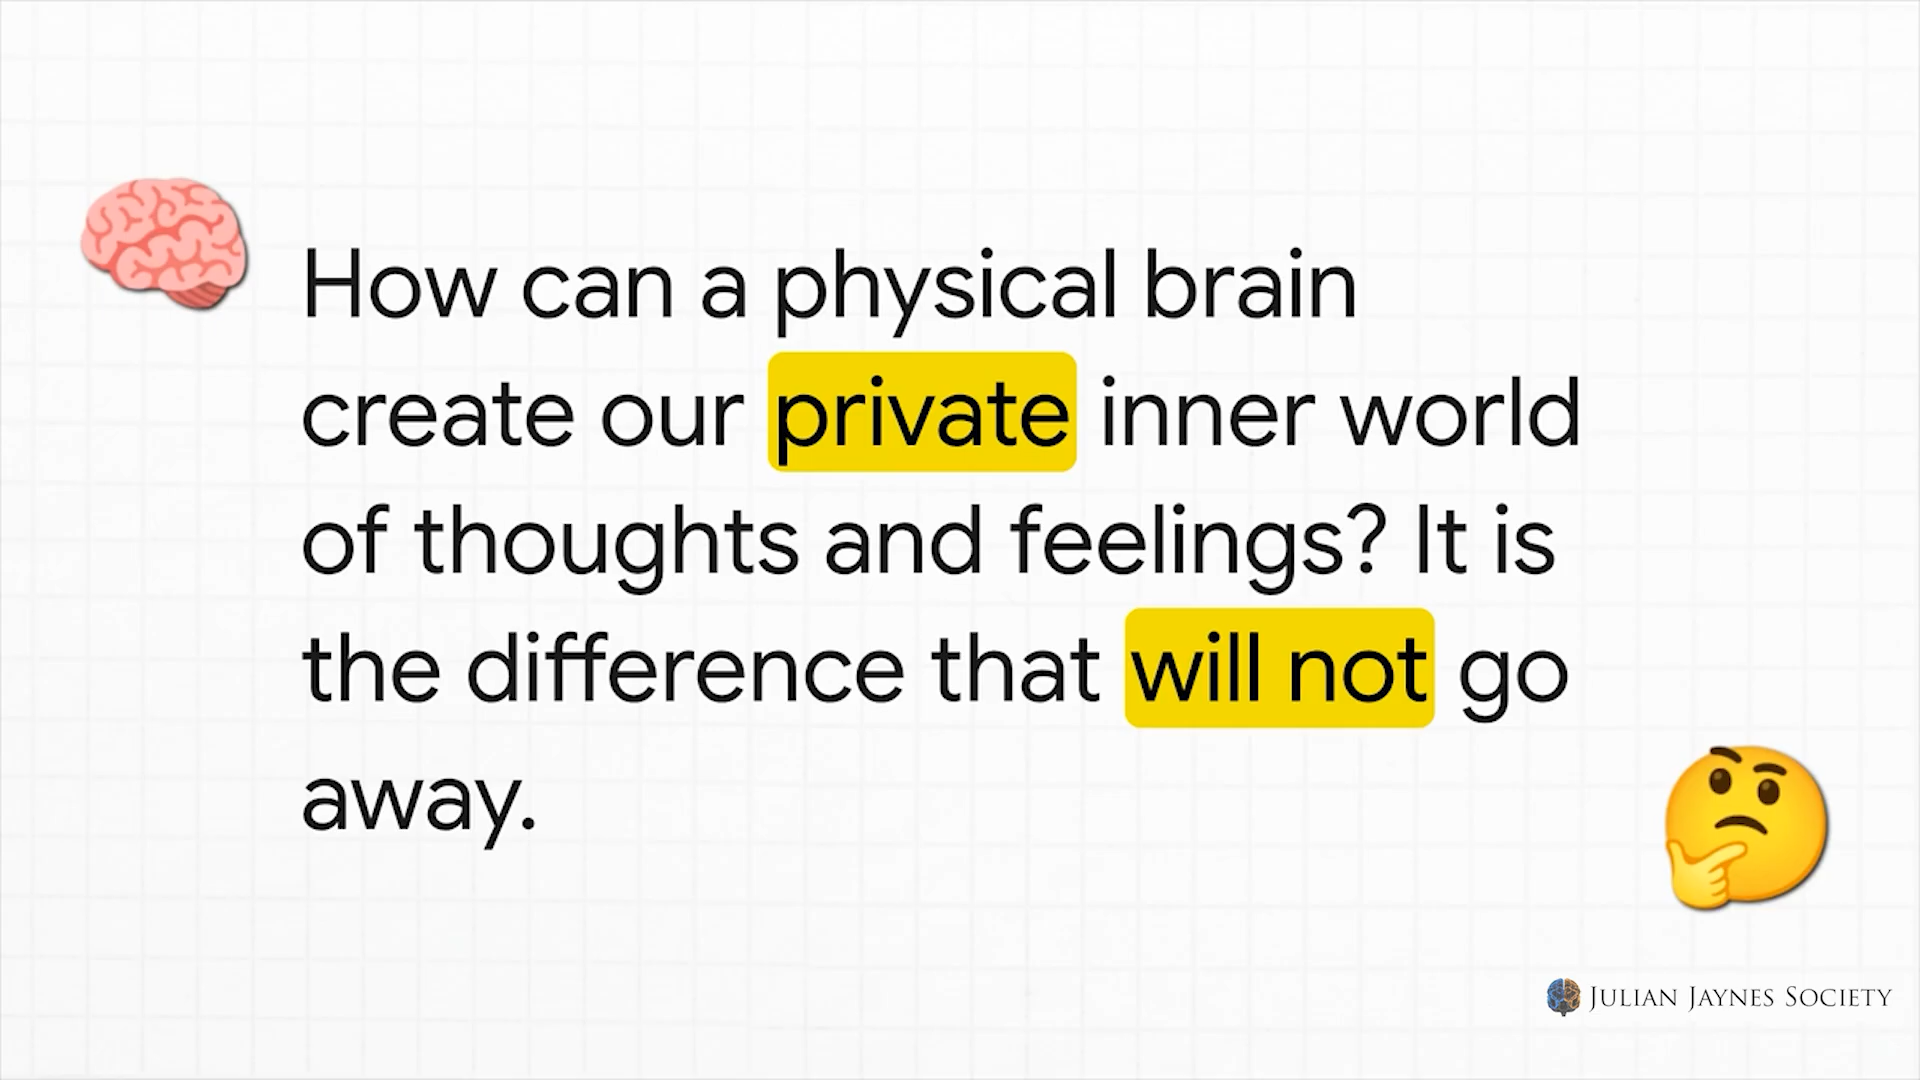 How can a physical brain
create our private inner world
of thoughts and feelings? It is
the difference that will not go
away.
JULIAN JAYNES SOCIETY